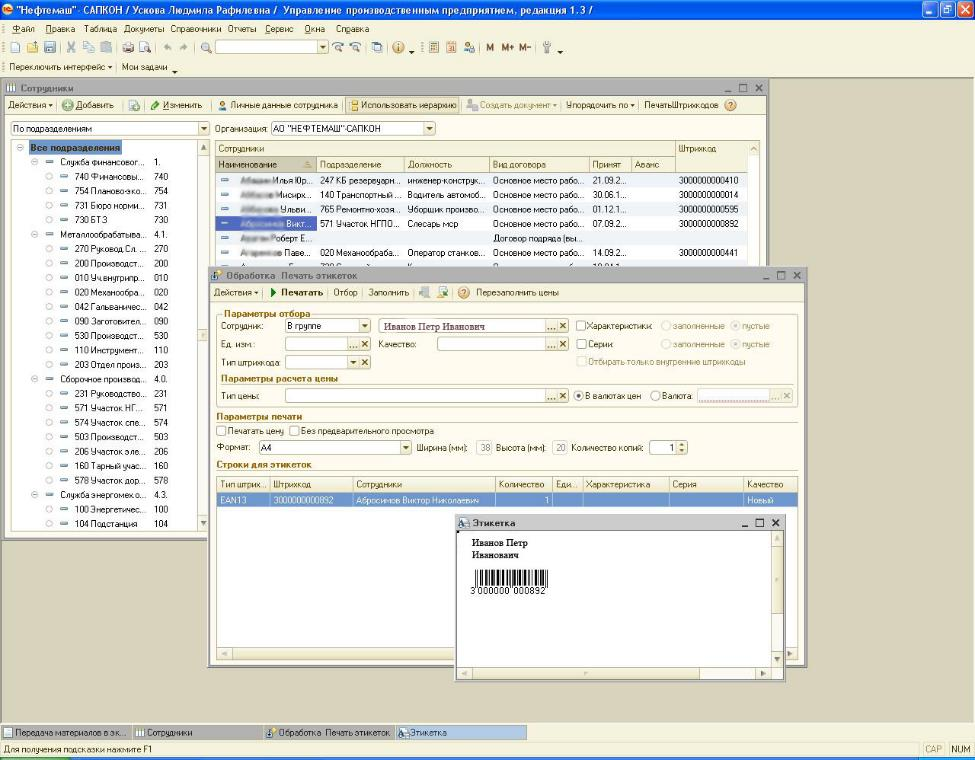 "Нефтемаш"- САПКОН / Ускова Людмила Рафилевна / Управление производственным предприятием, редакция 1.3 /
Файл Правка Таблица Документы Справочники Отчеты Сервис Окна Справка
M M+ M-
Переключить интерфейс Мои задачи
Сотрудники
Действия Добавить Изменить Личные данные сотрудника Использовать иерархию Создать документ Упорядочить по ПечатьШтрихкодов
По подразделениям Организация: АО "НЕФТЕМАШ"-САПКОН
Все подразделения
Служба финансовог... 1.
740 Финансовы... 740
754 Планово-эко... 754
731 Бюро норми... 731
730 БТЗ 730
Металлообрабатыва... 4.1.
270 Руковод.Сл. ... 270
200 Производст... 200
010 Уч.внутрипр... 010
020 Механообра... 020
042 Гальваничес... 042
090 Заготовител... 090
530 Производст... 530
110 Инструмент... 110
203 Отдел произ... 203
Сборочное производ... 4.0.
231 Руководство... 231
571 Участок НГ... 571
574 Участок спе... 574
503 Производст... 503
206 Участок эле... 206
160 Тарный учас... 160
578 Участок дор... 578
Служба энергомех.о... 4.3.
100 Энергетичес... 100
104 Подстанция 104
Сотрудники Штрихкод
Наименование Подразделение Должность Вид договора Принят Аванс
Илья Юр... 247 КБ резервуарн... инженер-конструк... Основное место рабо... 21.09.2... 3000000000410
Мисирх... 140 Транспортный ... Водитель автомоб... Основное место рабо... 30.06.1... 3000000000014
Ульви... 765 Ремонтно-хозя... Уборщик произво... Основное место рабо... 01.12.1... 3000000000595
Викт... 571 Участок НГПО... Слесарь мср Основное место рабо... 07.09.2... 3000000000892
Роберт Е... Договор подряда (вы...
Паве... 020 Механообраба... Оператор станков... Основное место рабо... 14.09.2... 3000000000441
Обработка Печать этикеток
Действия Печатать Отбор Заполнить Перезаполнить цены
Параметры отбора
Сотрудник: В группе Иванов Петр Иванович Характеристики: заполненные пустые
Ед. изм.: Качество: Серии: заполненные пустые
Тип штрихкода: Отбирать только внутренние штрихкоды
Параметры расчета цены
Тип цены: В валютах цен Валюта:
Параметры печати
Печатать цену Без предварительного просмотра
Формат: A4 Ширина (мм): 38 Высота (мм): 20 Количество копий: 1
Строки для этикеток
Тип штрих... Штрихкод Сотрудники Количество Еди... Характеристика Серия Качество
EAN13 3000000000892 Абросимов Виктор Николаевич 1 Новый
Этикетка
Иванов Петр
Иванованч
3 000000 000892
Передача материалов в эк... Сотрудники Обработка Печать этикеток Этикетка
Для получения подсказки нажмите F1 CAP NUM